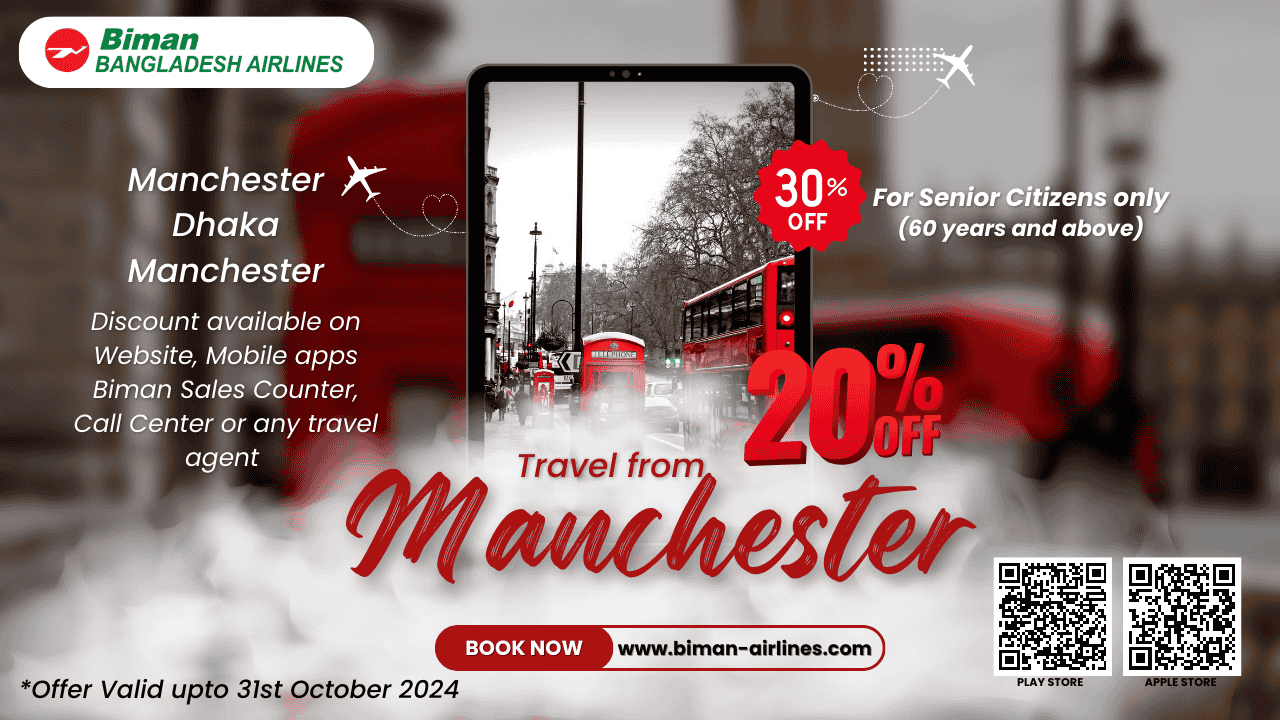 Biman
BANGLADESH AIRLINES
Manchester
Dhaka
Manchester
Discount available on
Website, Mobile apps
Biman Sales Counter,
Call Center or any travel
agent
30%
OFF
For Senior Citizens only
(60 years and above)
TELEPHONE
20%
OFF
Travel from
Manchester
BOOK NOW
www.biman-airlines.com
PLAY STORE
APPLE STORE
*Offer Valid upto 31st October 2024